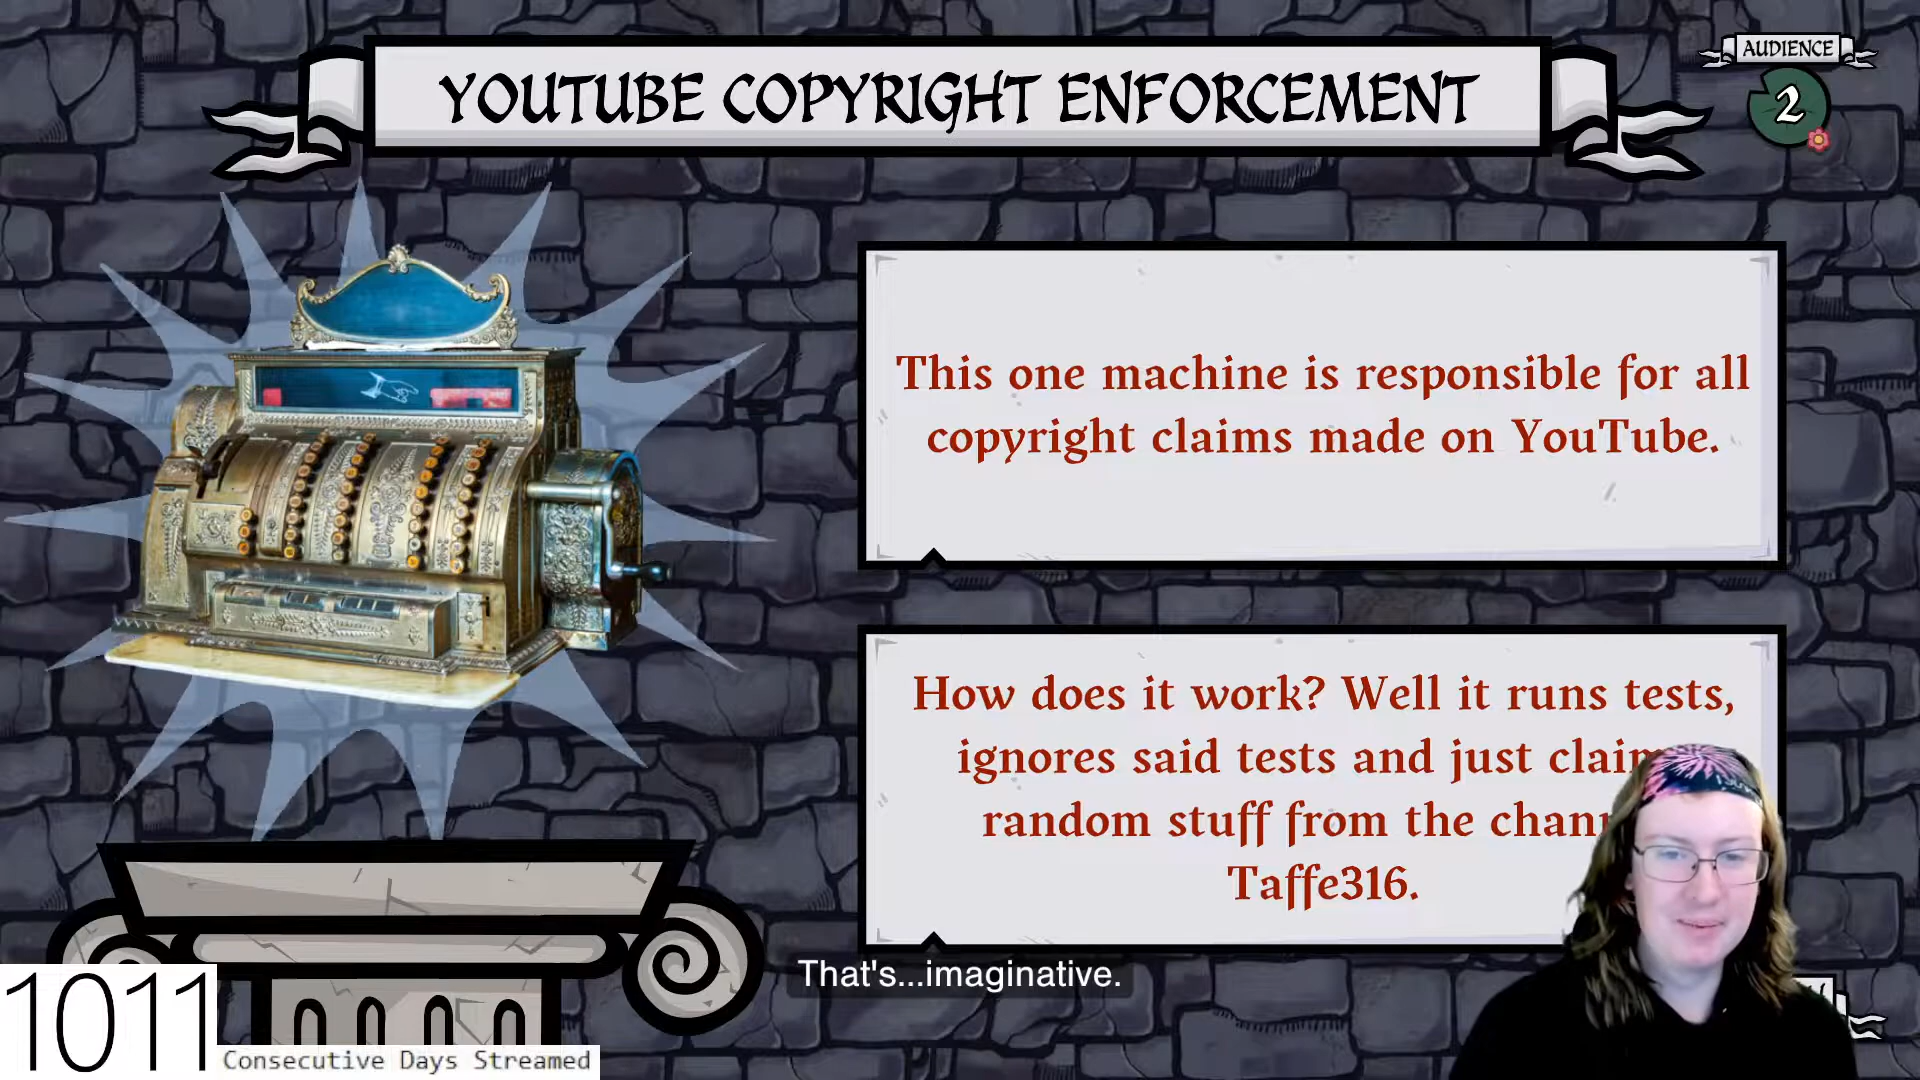 YOUTUBE COPYRIGHT ENFORCEMENT
AUDIENCE
2
This one machine is responsible for all
copyright claims made on YouTube.
How does it work? Well it runs tests,
ignores said tests and just
random stuff from the
Taffe316.
That's...imaginative.
1011
Consecutive Days Streamed